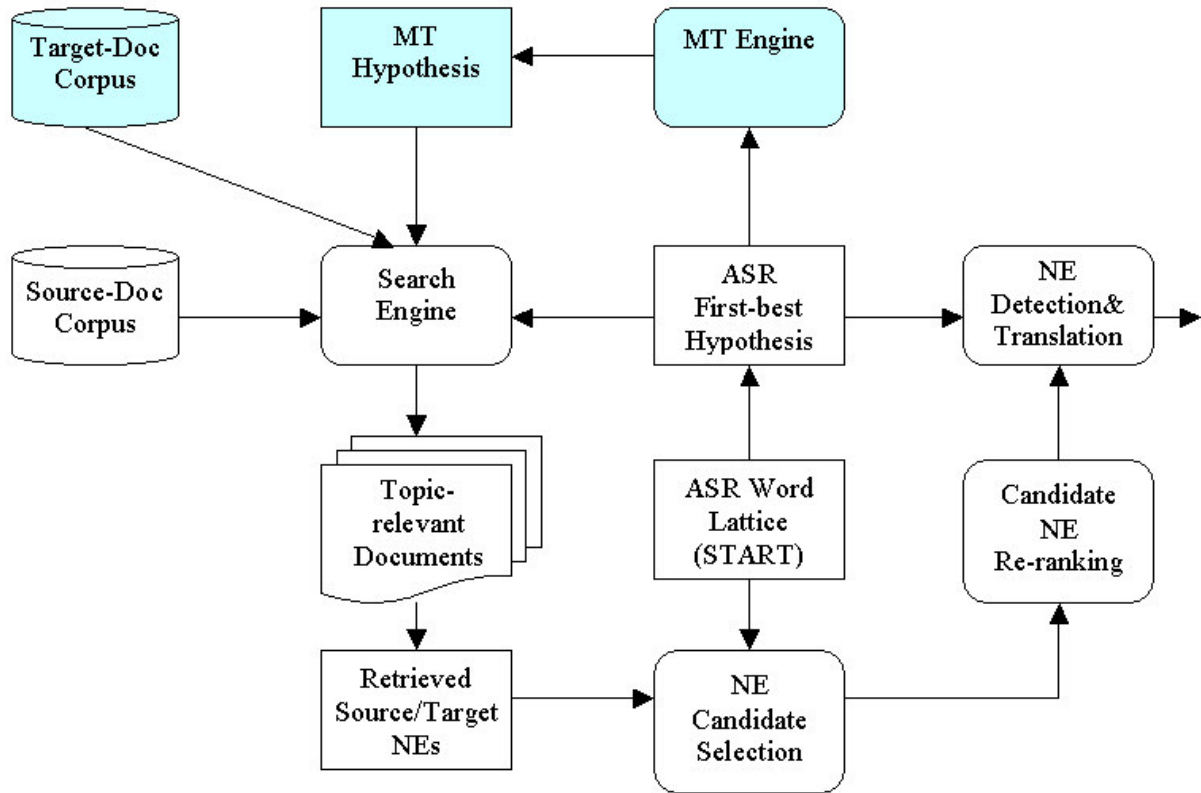 Target-Doc
Corpus
MT
Hypothesis
MT Engine
Source-Doc
Corpus
Search
Engine
ASR
First-best
Hypothesis
NE
Detection&
Translation
Topic-
relevant
Documents
ASR Word
Lattice
(START)
Candidate
NE
Re-ranking
Retrieved
Source/Target
NEs
NE
Candidate
Selection